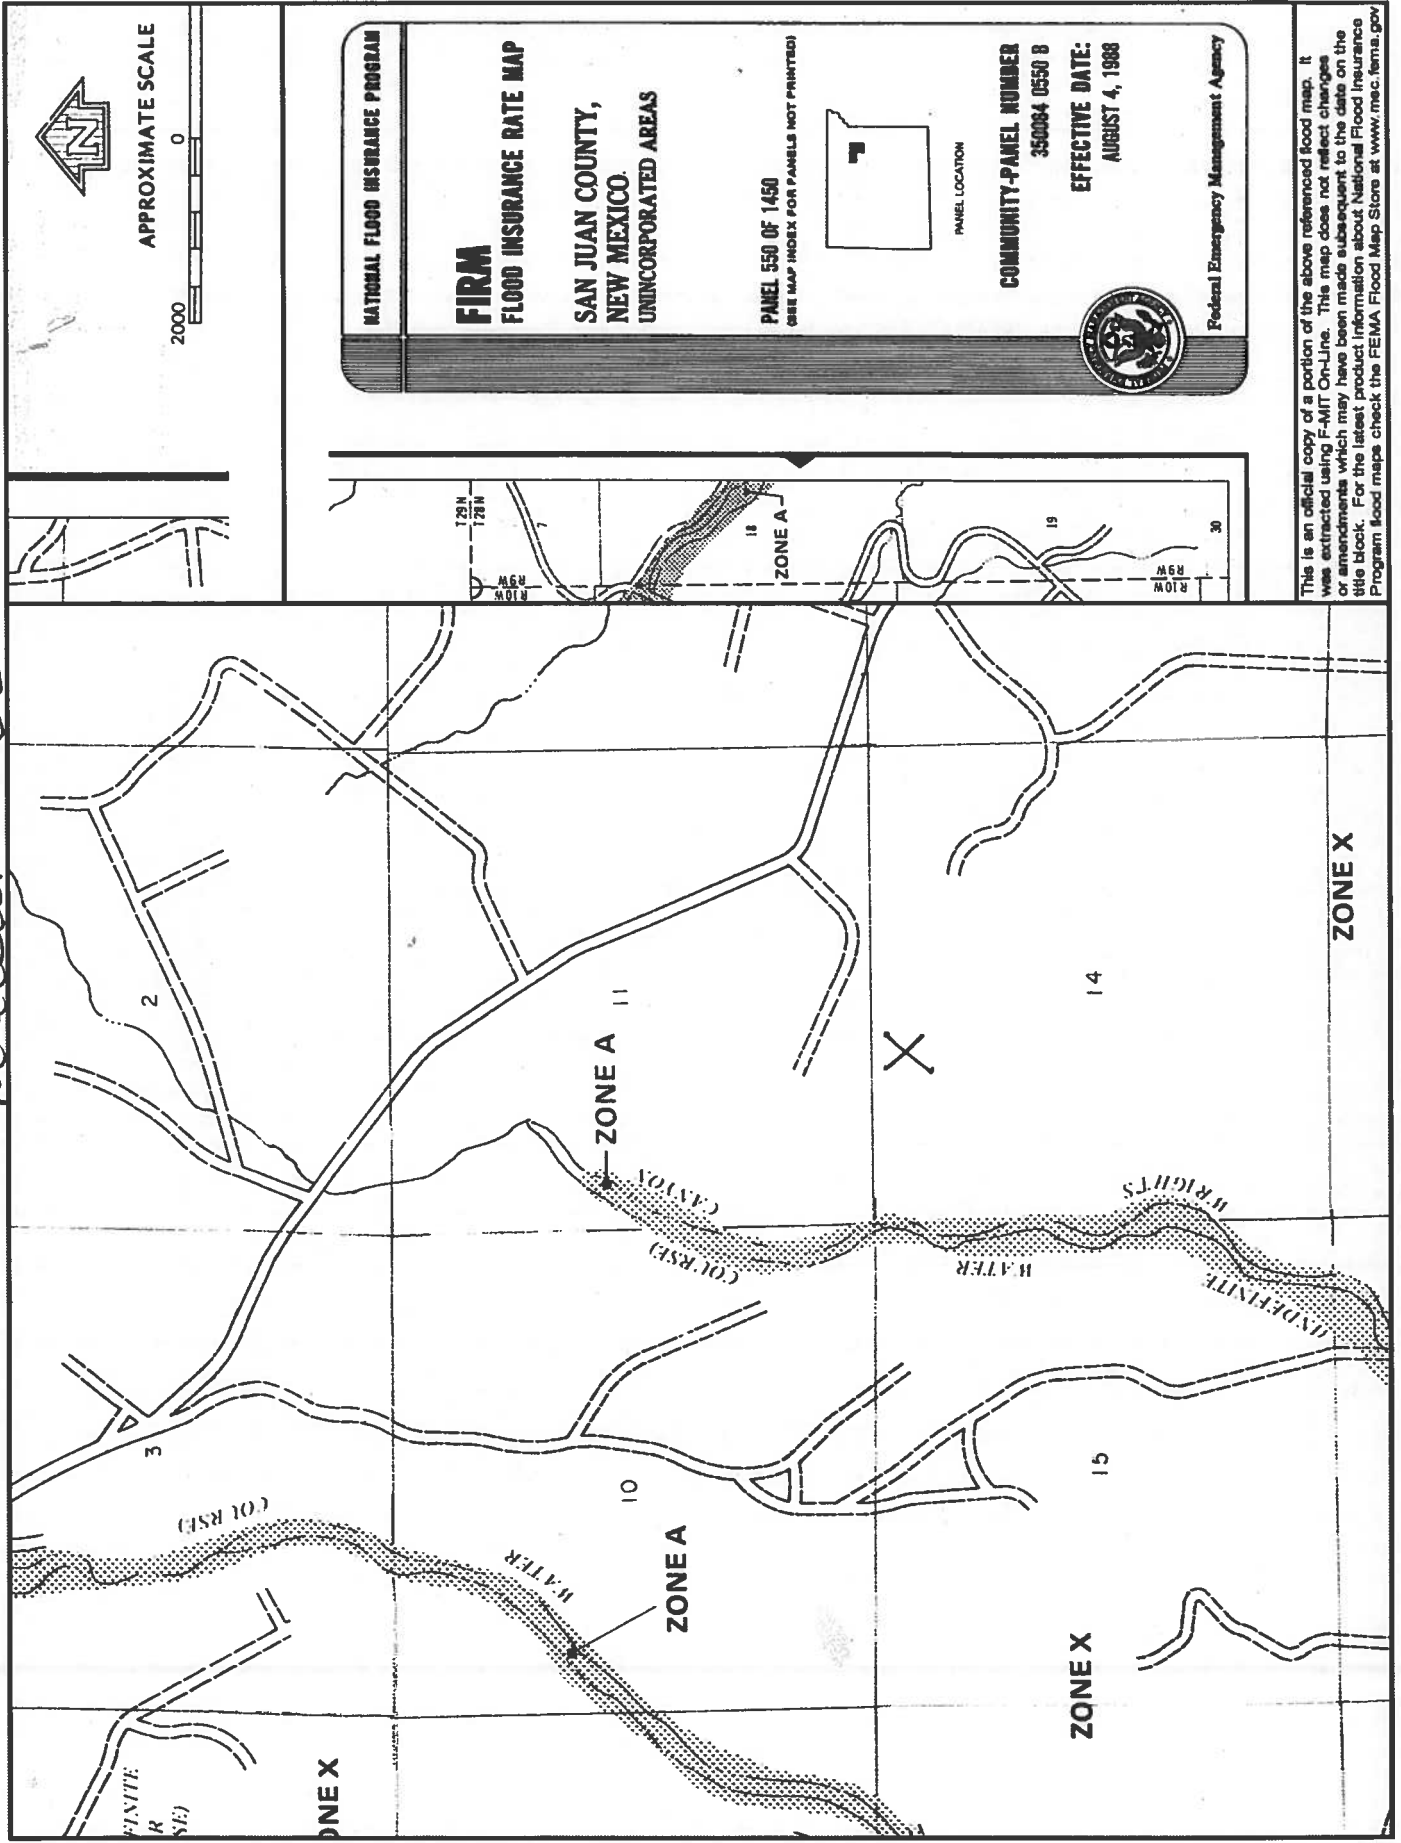 APPROXIMATE SCALE
2000 0
N
NATIONAL FLOOD INSURANCE PROGRAM
FIRM
FLOOD INSURANCE RATE MAP
SAN JUAN COUNTY,
NEW MEXICO
UNINCORPORATED AREAS
PANEL 550 OF 1450
(SEE MAP INDEX FOR PANELS NOT PRINTED)
PANEL LOCATION
COMMUNITY-PANEL NUMBER
350064 0550 B
EFFECTIVE DATE:
AUGUST 4, 1988
Federal Emergency Management Agency
This is an official copy of a portion of the above referenced flood map. It
was extracted using F-MIT On-Line. This map does not reflect changes
or amendments which may have been made subsequent to the date on the
title block. For the latest product information about National Flood Insurance
Program flood maps check the FEMA Flood Map Store at www.msc.fema.gov
T29N
T28N
R9W
R10W
7
18
ZONE A
19
R9W
R10W
30
2
11
ZONE A
14
ZONE X
X
CANYON
COURSE)
WRIGHTS
WATER
(INDEFINITE
3
10
15
COURSE)
WATER
ZONE A
ZONE X
FINITE
R
SE)
ONE X